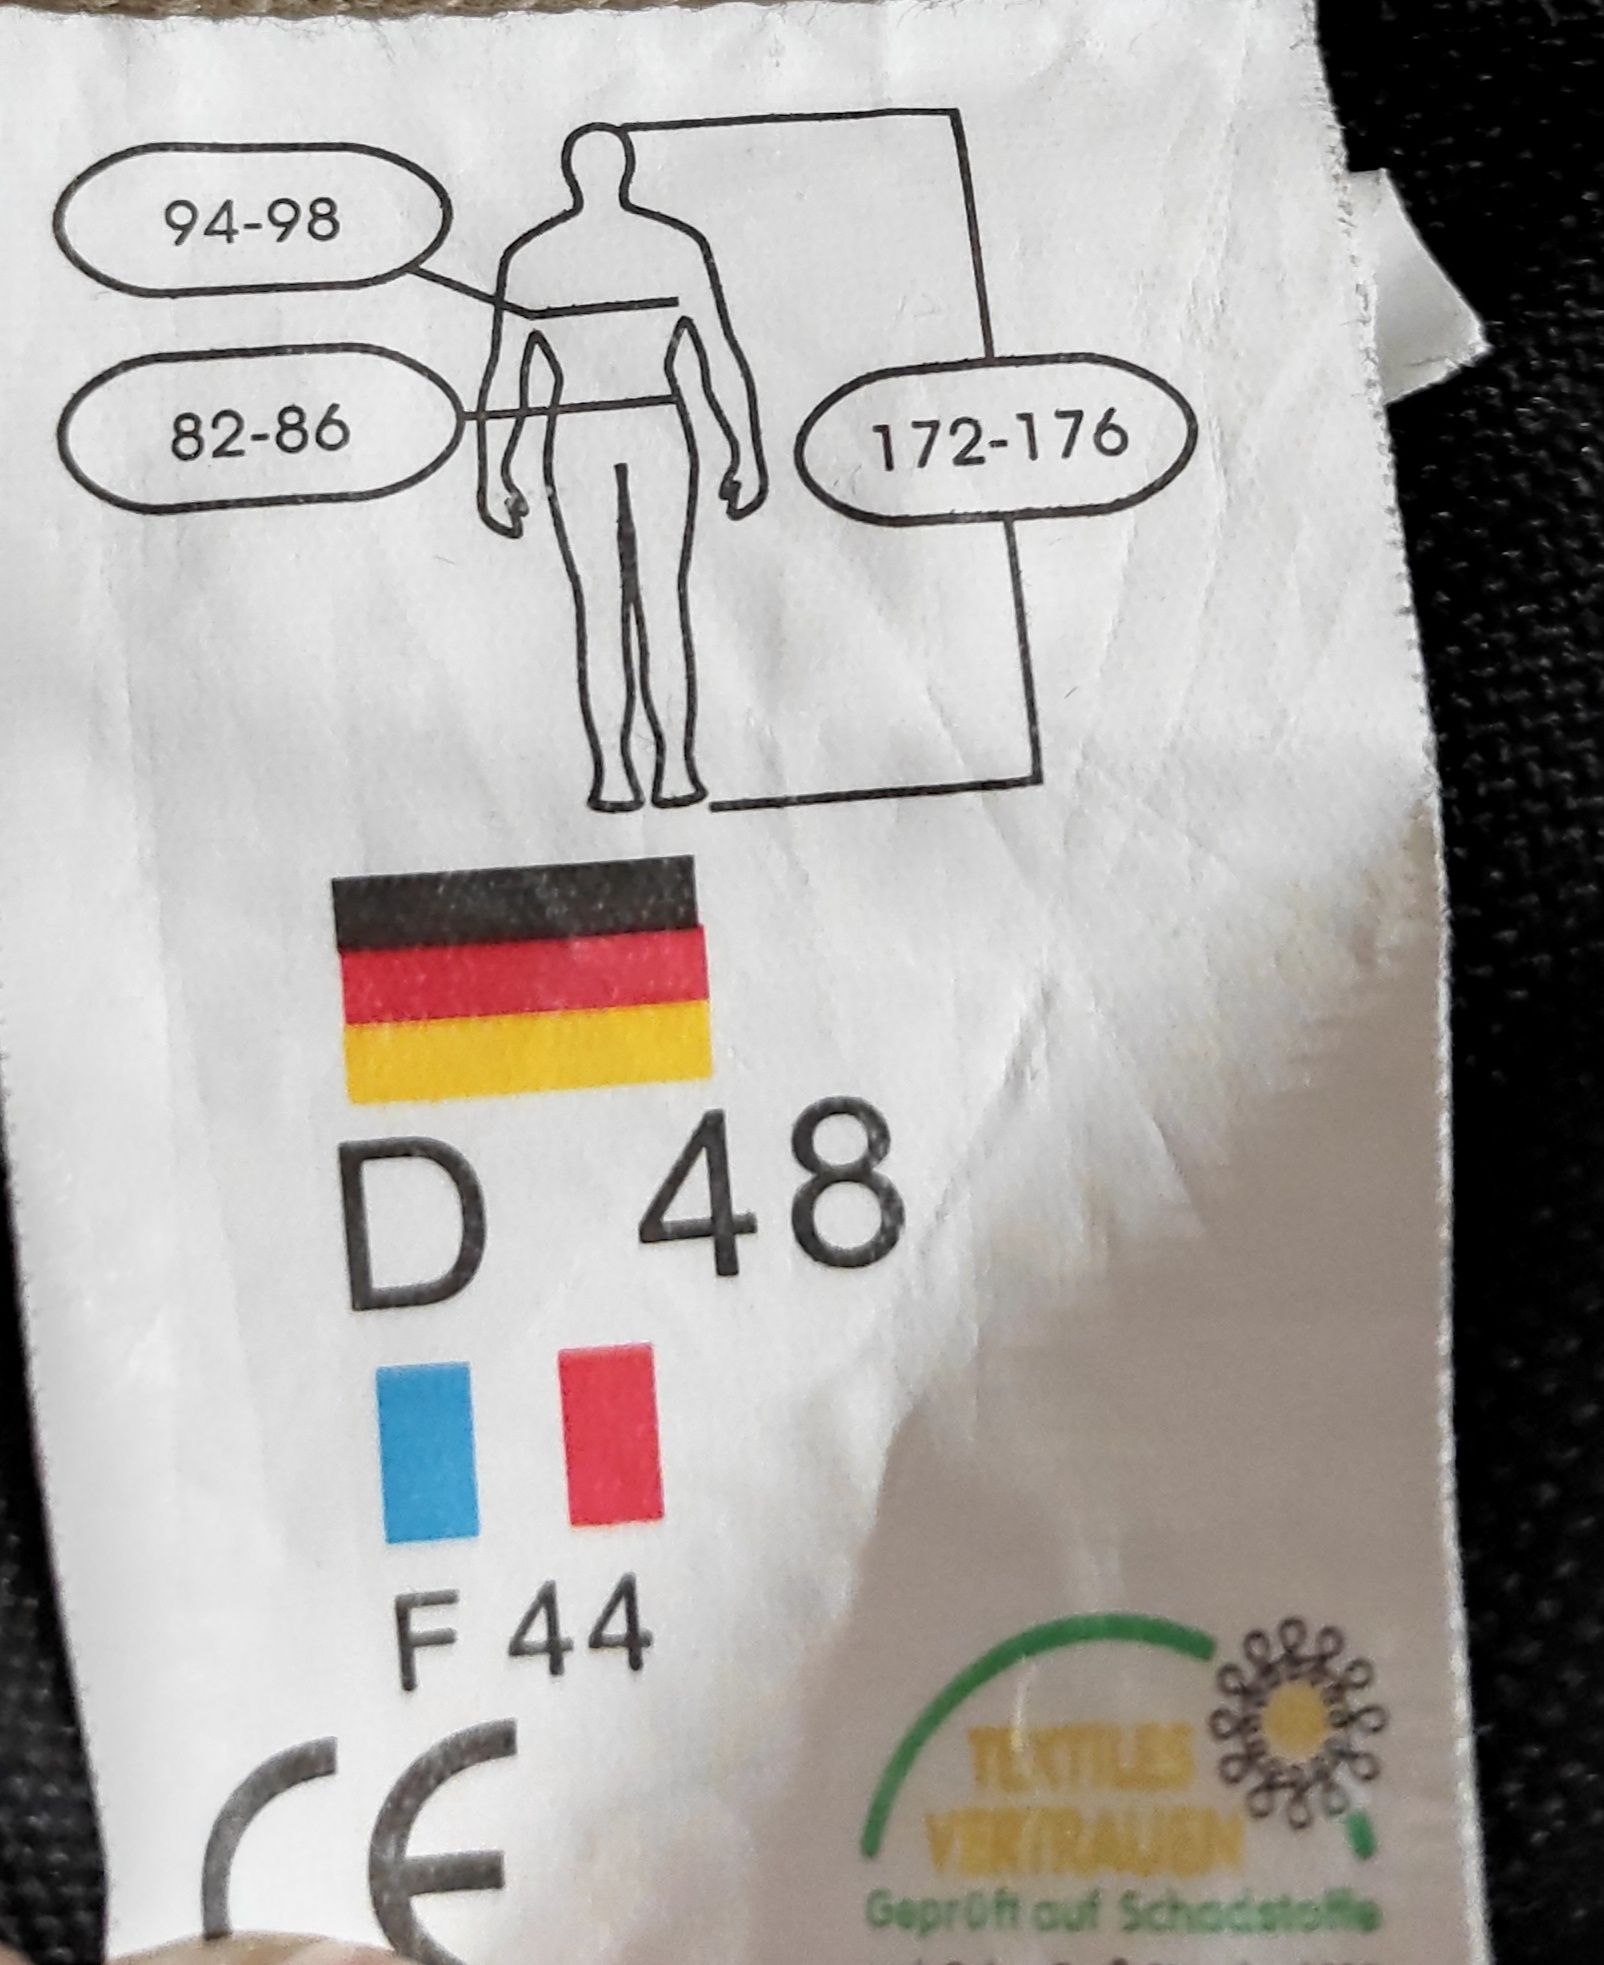 94-98
82-86
172-176
D 48
F 44
CE
TEXTILES
VERTRAUEN
Geprüft auf Schadstoffe